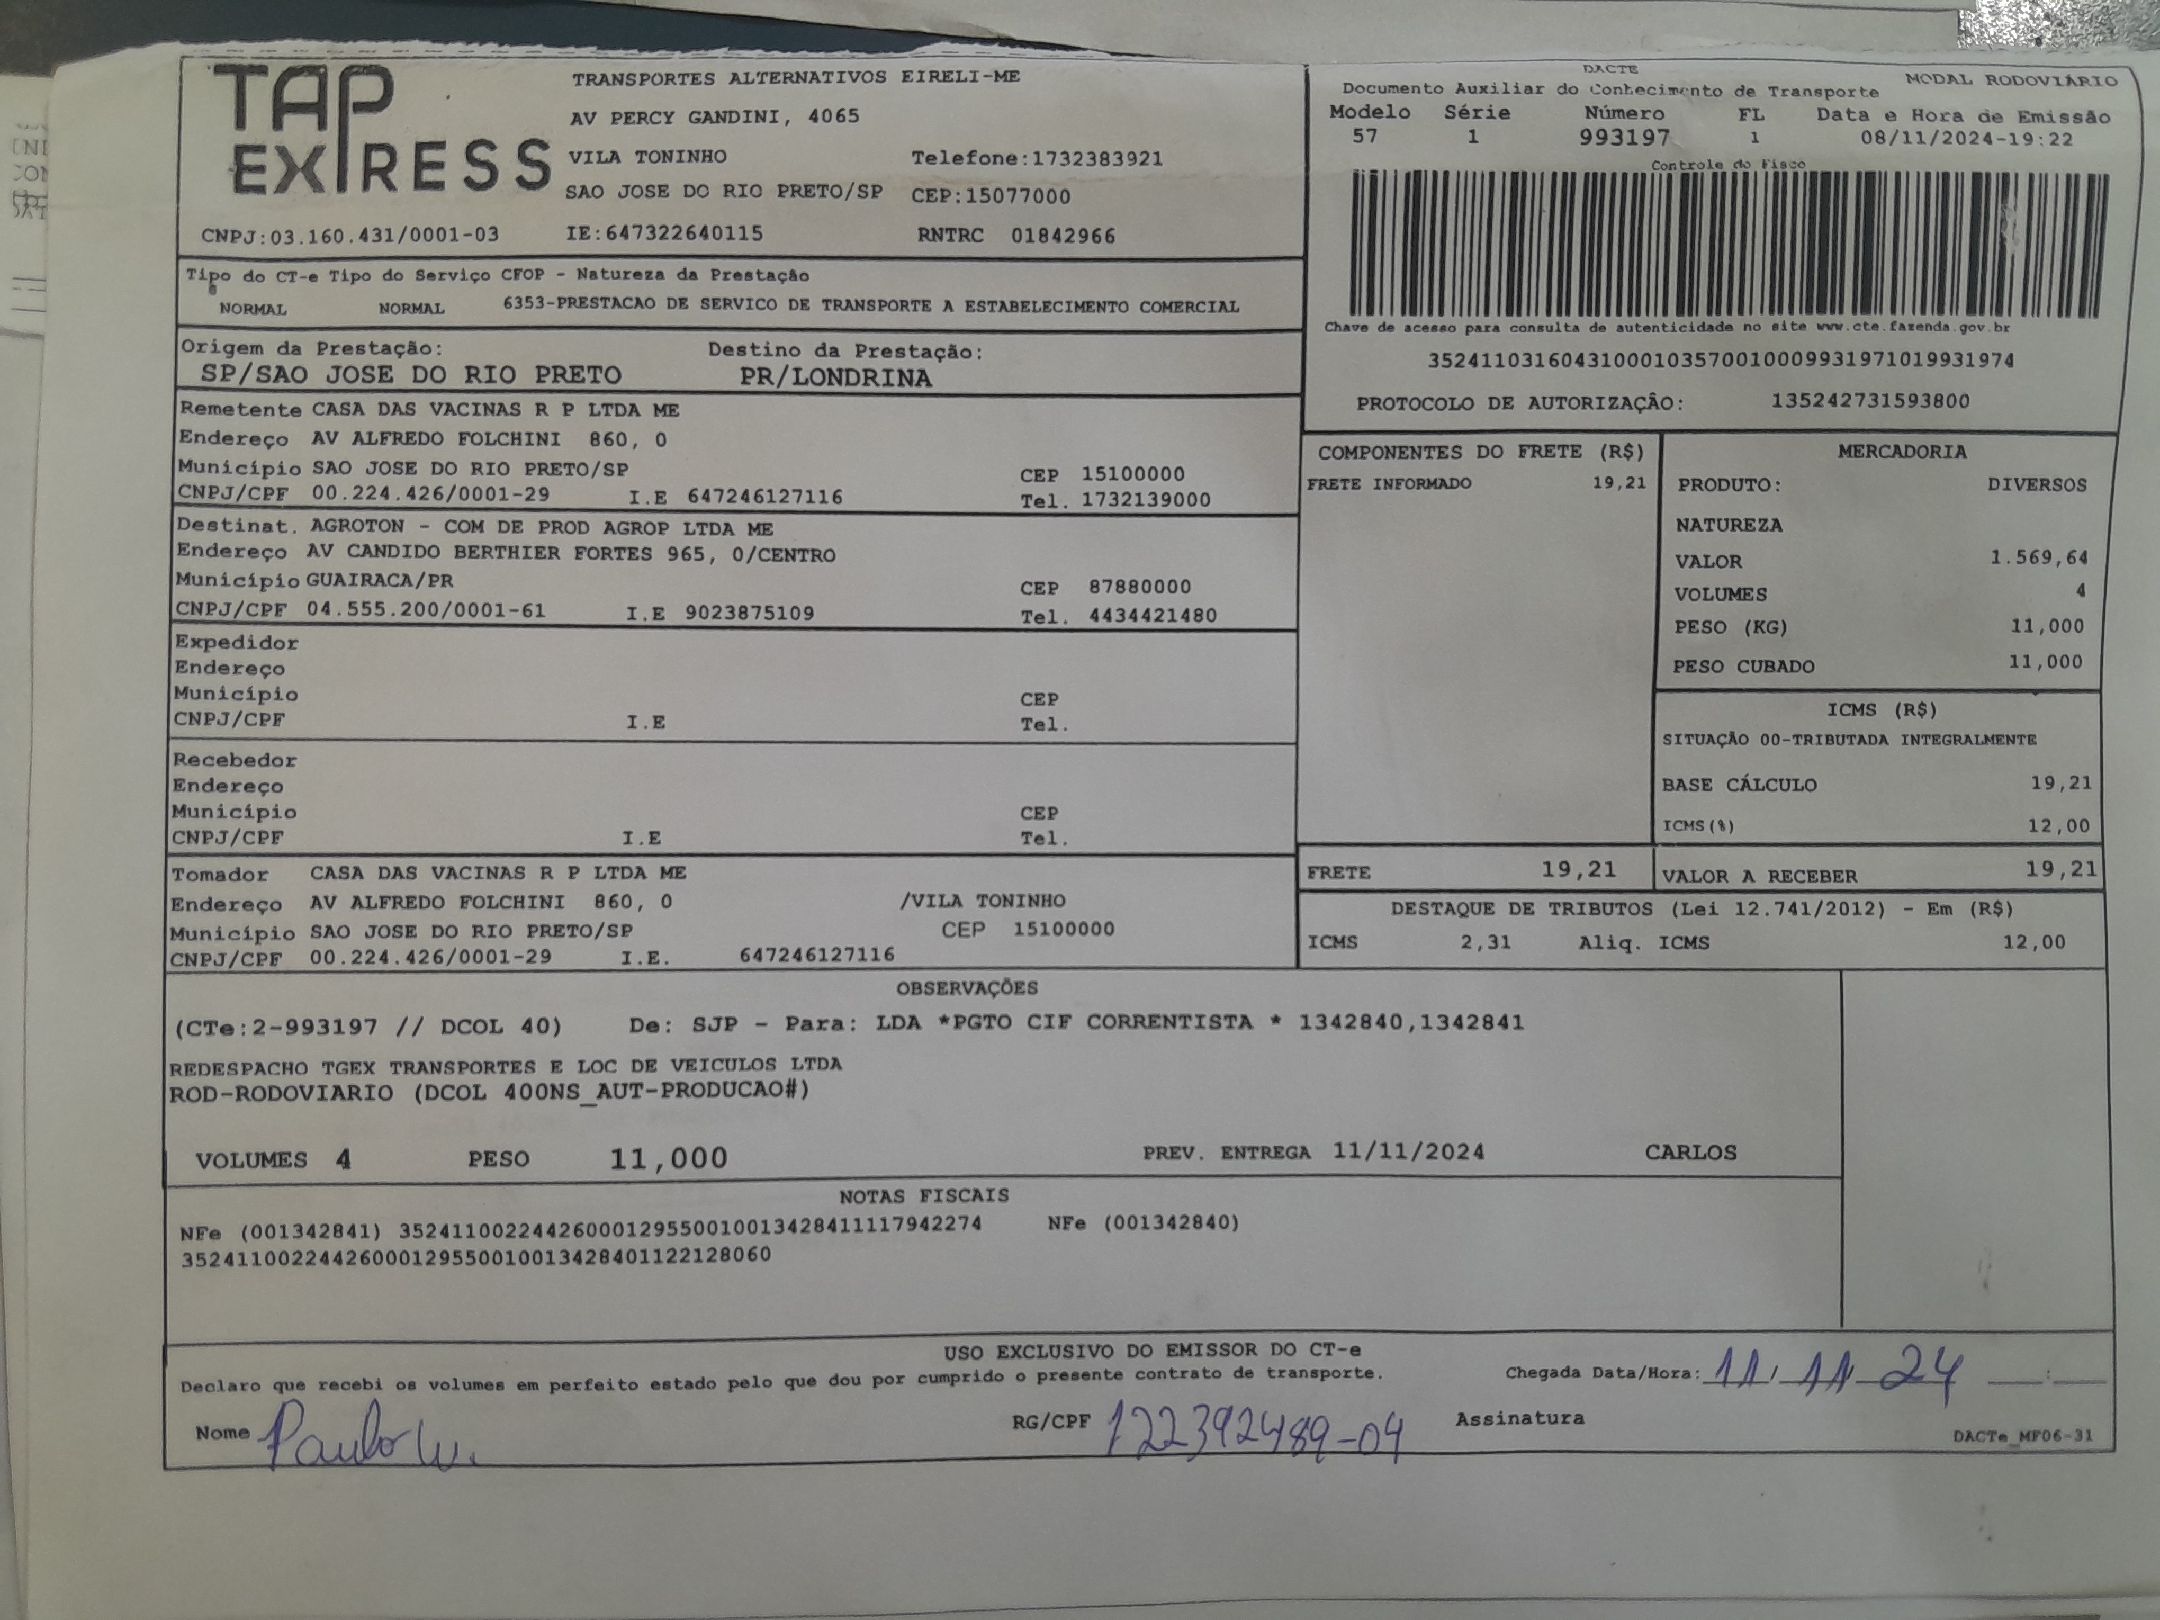 TAP EXPRESS
TRANSPORTES ALTERNATIVOS EIRELI-ME
AV PERCY GANDINI, 4065
VILA TONINHO Telefone:1732383921
SAO JOSE DO RIO PRETO/SP CEP:15077000
CNPJ:03.160.431/0001-03 IE:647322640115 RNTRC 01842966
DACTE MODAL RODOVIÁRIO
Documento Auxiliar do Conhecimento de Transporte
Modelo Série Número FL Data e Hora de Emissão
57 1 993197 1 08/11/2024-19:22
Controle do Fisco
Chave de acesso para consulta de autenticidade no site www.cte.fazenda.gov.br
35241103160431000103570010009931971019931974
PROTOCOLO DE AUTORIZAÇÂO: 135242731593800
Tipo do CT-e Tipo do Serviço CFOP - Natureza da Prestação
NORMAL NORMAL 6353-PRESTACAO DE SERVICO DE TRANSPORTE A ESTABELECIMENTO COMERCIAL
Origem da Prestação: Destino da Prestação:
SP/SAO JOSE DO RIO PRETO PR/LONDRINA
Remetente CASA DAS VACINAS R P LTDA ME
Endereço AV ALFREDO FOLCHINI 860, 0
Município SAO JOSE DO RIO PRETO/SP CEP 15100000
CNPJ/CPF 00.224.426/0001-29 I.E 647246127116 Tel. 1732139000
Destinat. AGROTON - COM DE PROD AGROP LTDA ME
Endereço AV CANDIDO BERTHIER FORTES 965, 0/CENTRO
Município GUAIRACA/PR CEP 87880000
CNPJ/CPF 04.555.200/0001-61 I.E 9023875109 Tel. 4434421480
Expedidor
Endereço
Município CEP
CNPJ/CPF I.E Tel.
Recebedor
Endereço
Município CEP
CNPJ/CPF I.E Tel.
Tomador CASA DAS VACINAS R P LTDA ME
Endereço AV ALFREDO FOLCHINI 860, 0 /VILA TONINHO
Município SAO JOSE DO RIO PRETO/SP CEP 15100000
CNPJ/CPF 00.224.426/0001-29 I.E. 647246127116
COMPONENTES DO FRETE (R$)
FRETE INFORMADO 19,21
MERCADORIA
PRODUTO: DIVERSOS
NATUREZA
VALOR 1.569,64
VOLUMES 4
PESO (KG) 11,000
PESO CUBADO 11,000
ICMS (R$)
SITUAÇÃO 00-TRIBUTADA INTEGRALMENTE
BASE CÁLCULO 19,21
ICMS(%) 12,00
FRETE 19,21 VALOR A RECEBER 19,21
DESTAQUE DE TRIBUTOS (Lei 12.741/2012) - Em (R$)
ICMS 2,31 Aliq. ICMS 12,00
OBSERVAÇÕES
(CTe:2-993197 // DCOL 40) De: SJP - Para: LDA *PGTO CIF CORRENTISTA * 1342840,1342841
REDESPACHO TGEX TRANSPORTES E LOC DE VEICULOS LTDA
ROD-RODOVIARIO (DCOL 400NS_AUT-PRODUCAO#)
VOLUMES 4 PESO 11,000 PREV. ENTREGA 11/11/2024 CARLOS
NOTAS FISCAIS
NFe (001342841) 35241100224426000129550010013428411117942274 NFe (001342840)
35241100224426000129550010013428401122128060
USO EXCLUSIVO DO EMISSOR DO CT-e
Declaro que recebi os volumes em perfeito estado pelo que dou por cumprido o presente contrato de transporte. Chegada Data/Hora: 11/11 24 :
Nome Paulo W. RG/CPF 122392489-04 Assinatura
DACTe_MF06-31